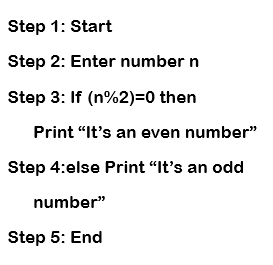 Step 1: Start
Step 2: Enter number n
Step 3: If (n%2)=0 then
Print “It’s an even number”
Step 4:else Print “It’s an odd
number”
Step 5: End